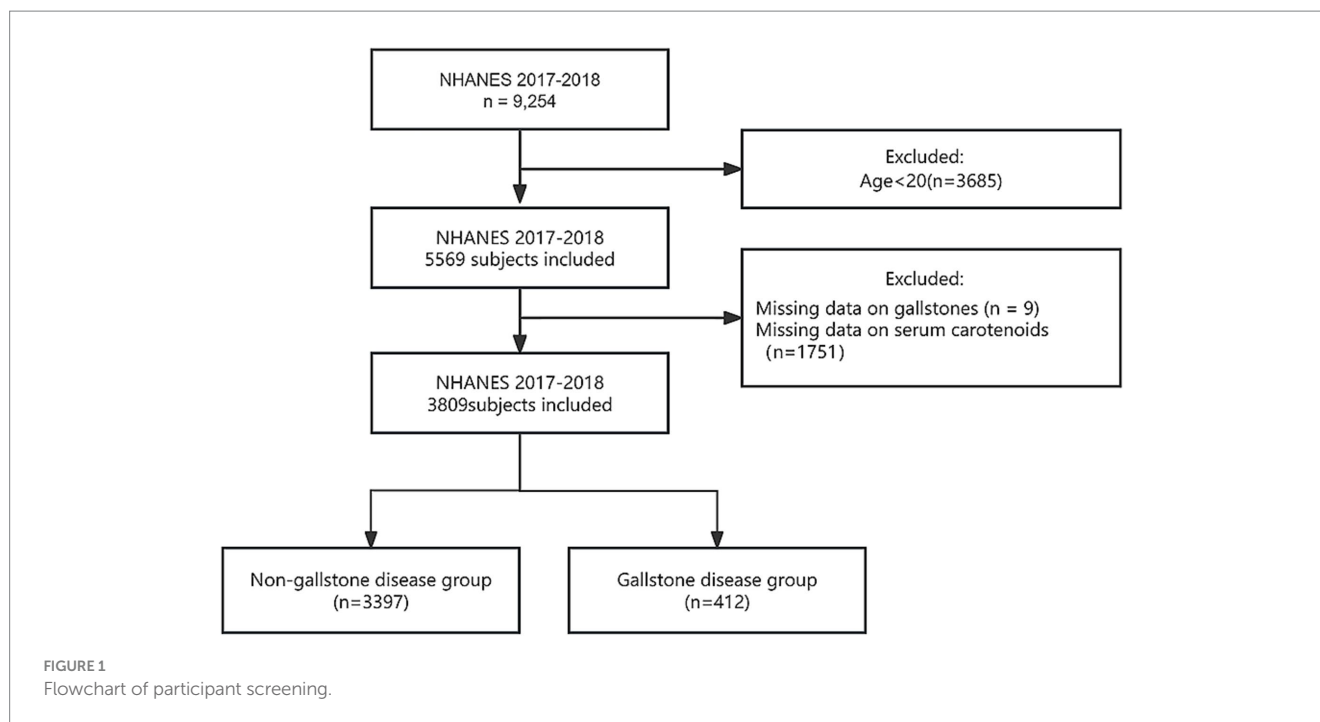 NHANES 2017-2018
n = 9,254
Excluded:
Age<20(n=3685)
NHANES 2017-2018
5569 subjects included
Excluded:
Missing data on gallstones (n = 9)
Missing data on serum carotenoids
(n=1751)
NHANES 2017-2018
3809subjects included
Non-gallstone disease group
(n=3397)
Gallstone disease group
(n=412)
FIGURE 1
Flowchart of participant screening.